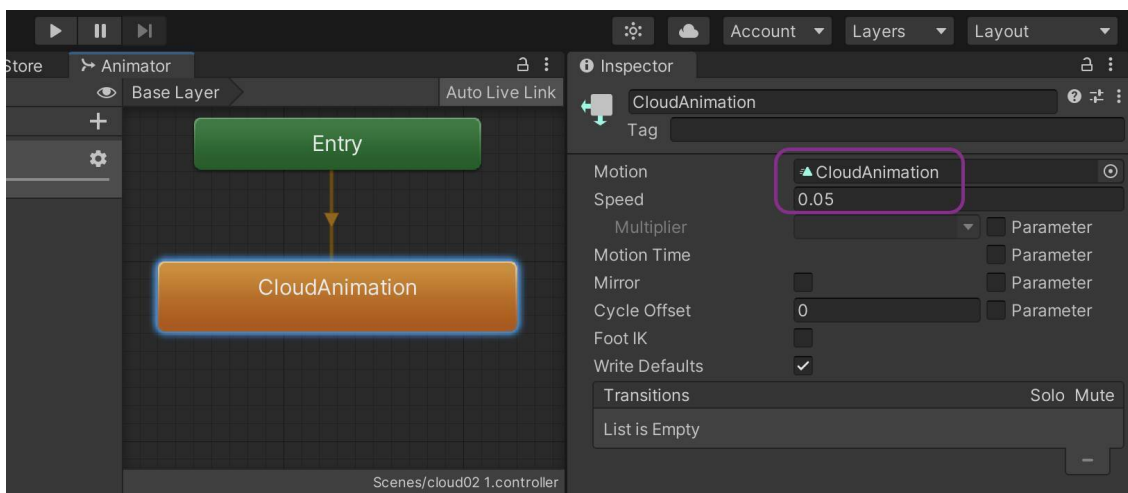 Account
Layers
Layout
Store
Animator
Inspector
Base Layer
Auto Live Link
Entry
CloudAnimation
Scenes/cloud02 1.controller
CloudAnimation
Tag
Motion
CloudAnimation
Speed
0.05
Multiplier
Parameter
Motion Time
Parameter
Mirror
Parameter
Cycle Offset
0
Parameter
Foot IK
Write Defaults
Transitions
Solo Mute
List is Empty